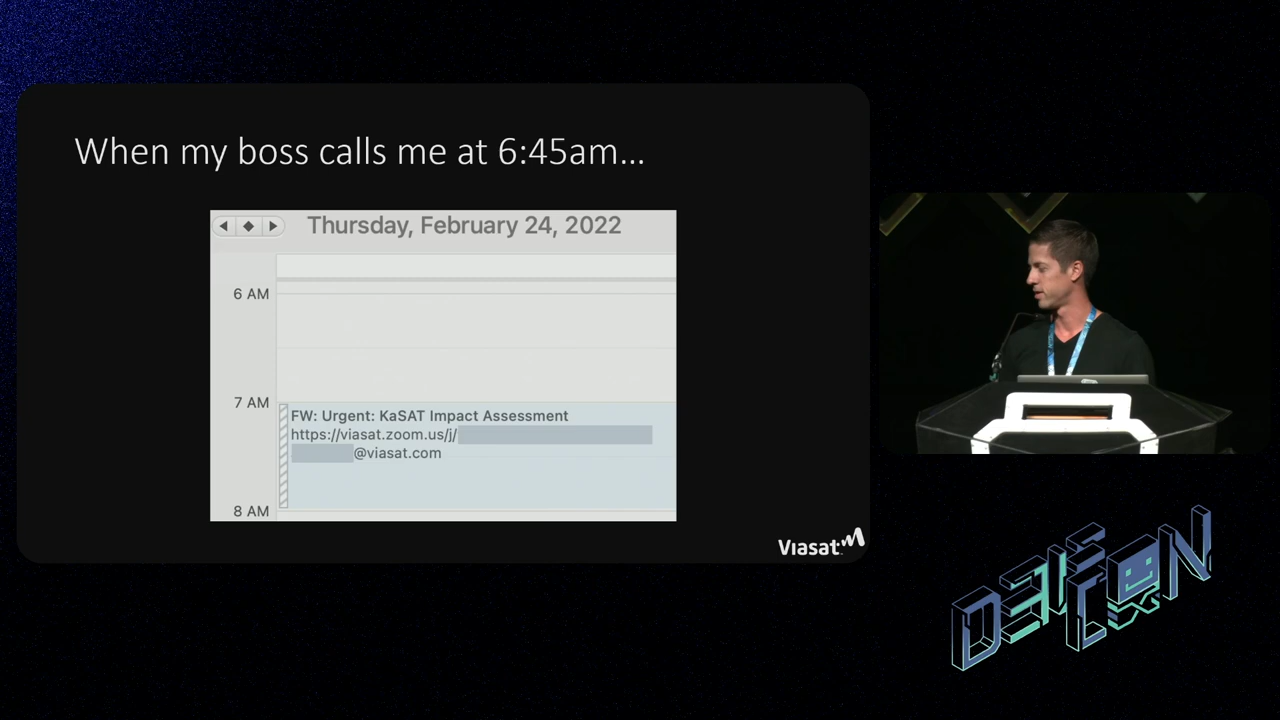 When my boss calls me at 6:45am...
Thursday, February 24, 2022
6 AM
7 AM
FW: Urgent: KaSAT Impact Assessment
https://viasat.zoom.us/j/
@viasat.com
8 AM
Viasat
DEF
CON